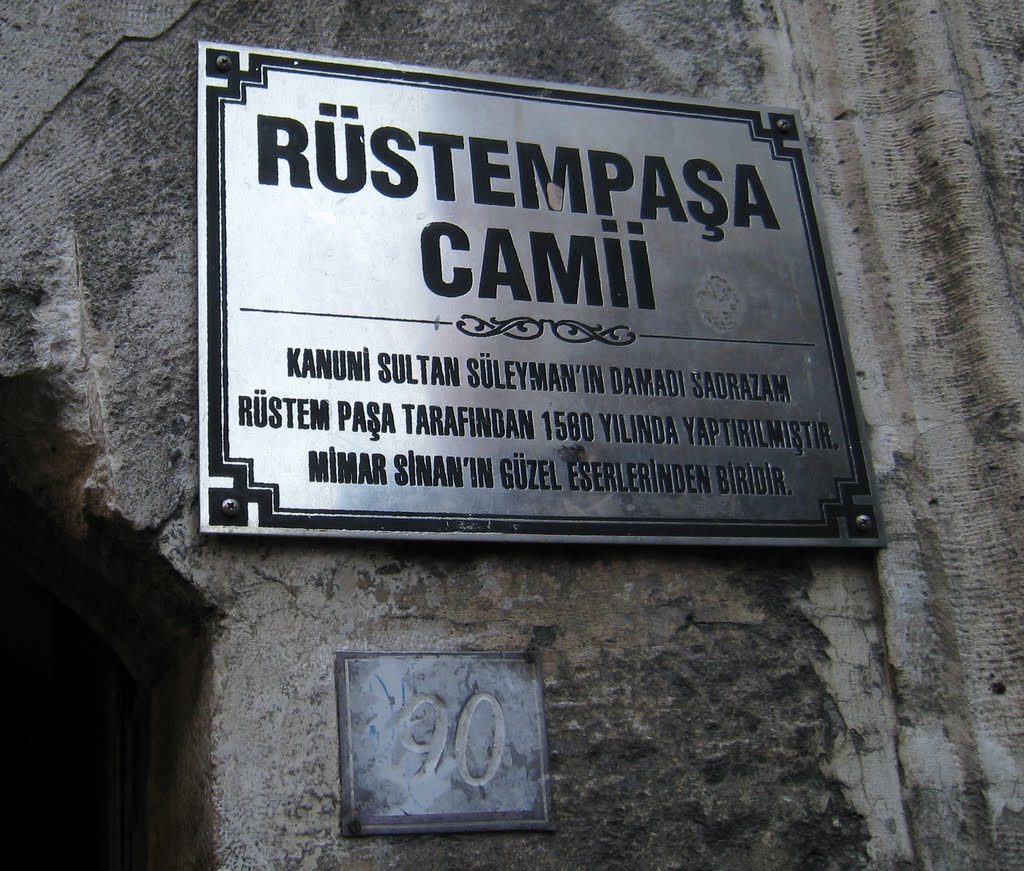 RÜSTEMPAŞA
CAMİİ
KANUNİ SULTAN SÜLEYMAN'IN DAMADI SADRAZAM
RÜSTEM PAŞA TARAFINDAN 1580 YILINDA YAPTIRILMIŞTIR.
MİMAR SİNAN'IN GÜZEL ESERLERİNDEN BİRİDİR.
90